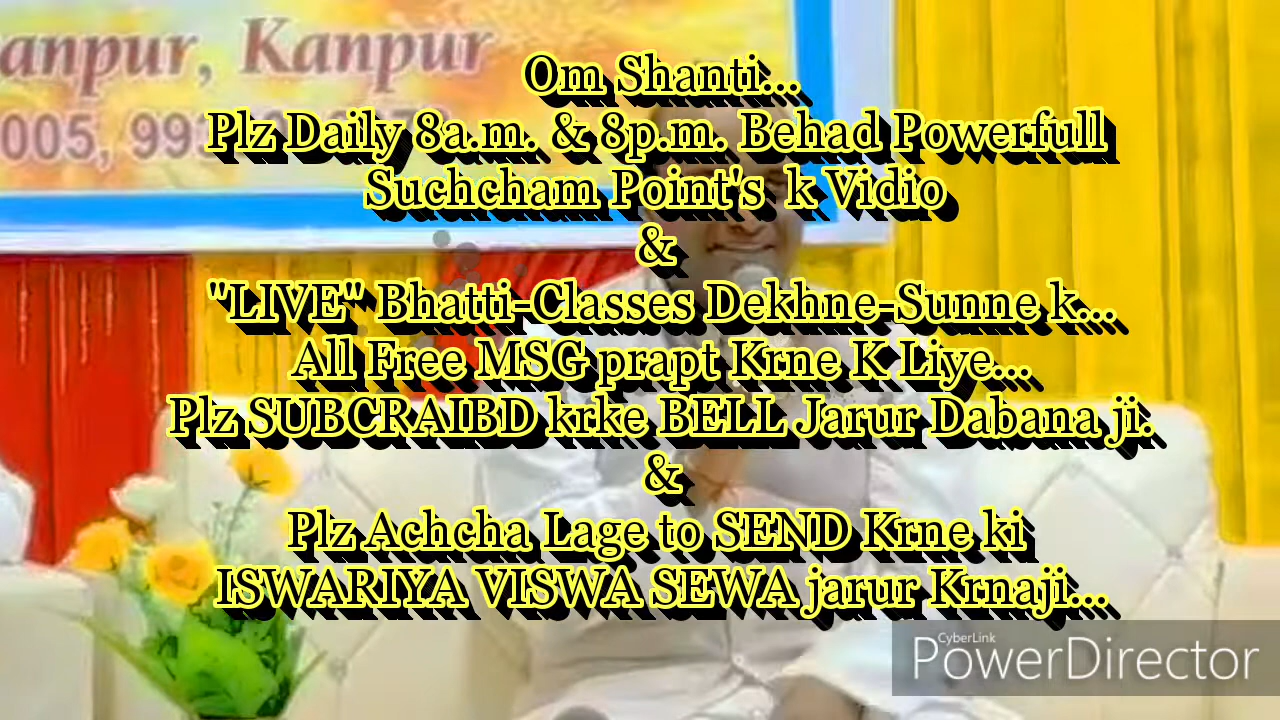 anpur, Kanpur
005, 99
Om Shanti...
Plz Daily 8a.m. & 8p.m. Behad Powerfull
Suchcham Point's k Vidio
&
"LIVE" Bhatti-Classes Dekhne-Sunne k...
All Free MSG prapt Krne K Liye...
Plz SUBCRAIBD krke BELL Jarur Dabana ji.
&
Plz Achcha Lage to SEND Krne ki
ISWARIYA VISWA SEWA jarur Krnaji...
CyberLink
PowerDirector